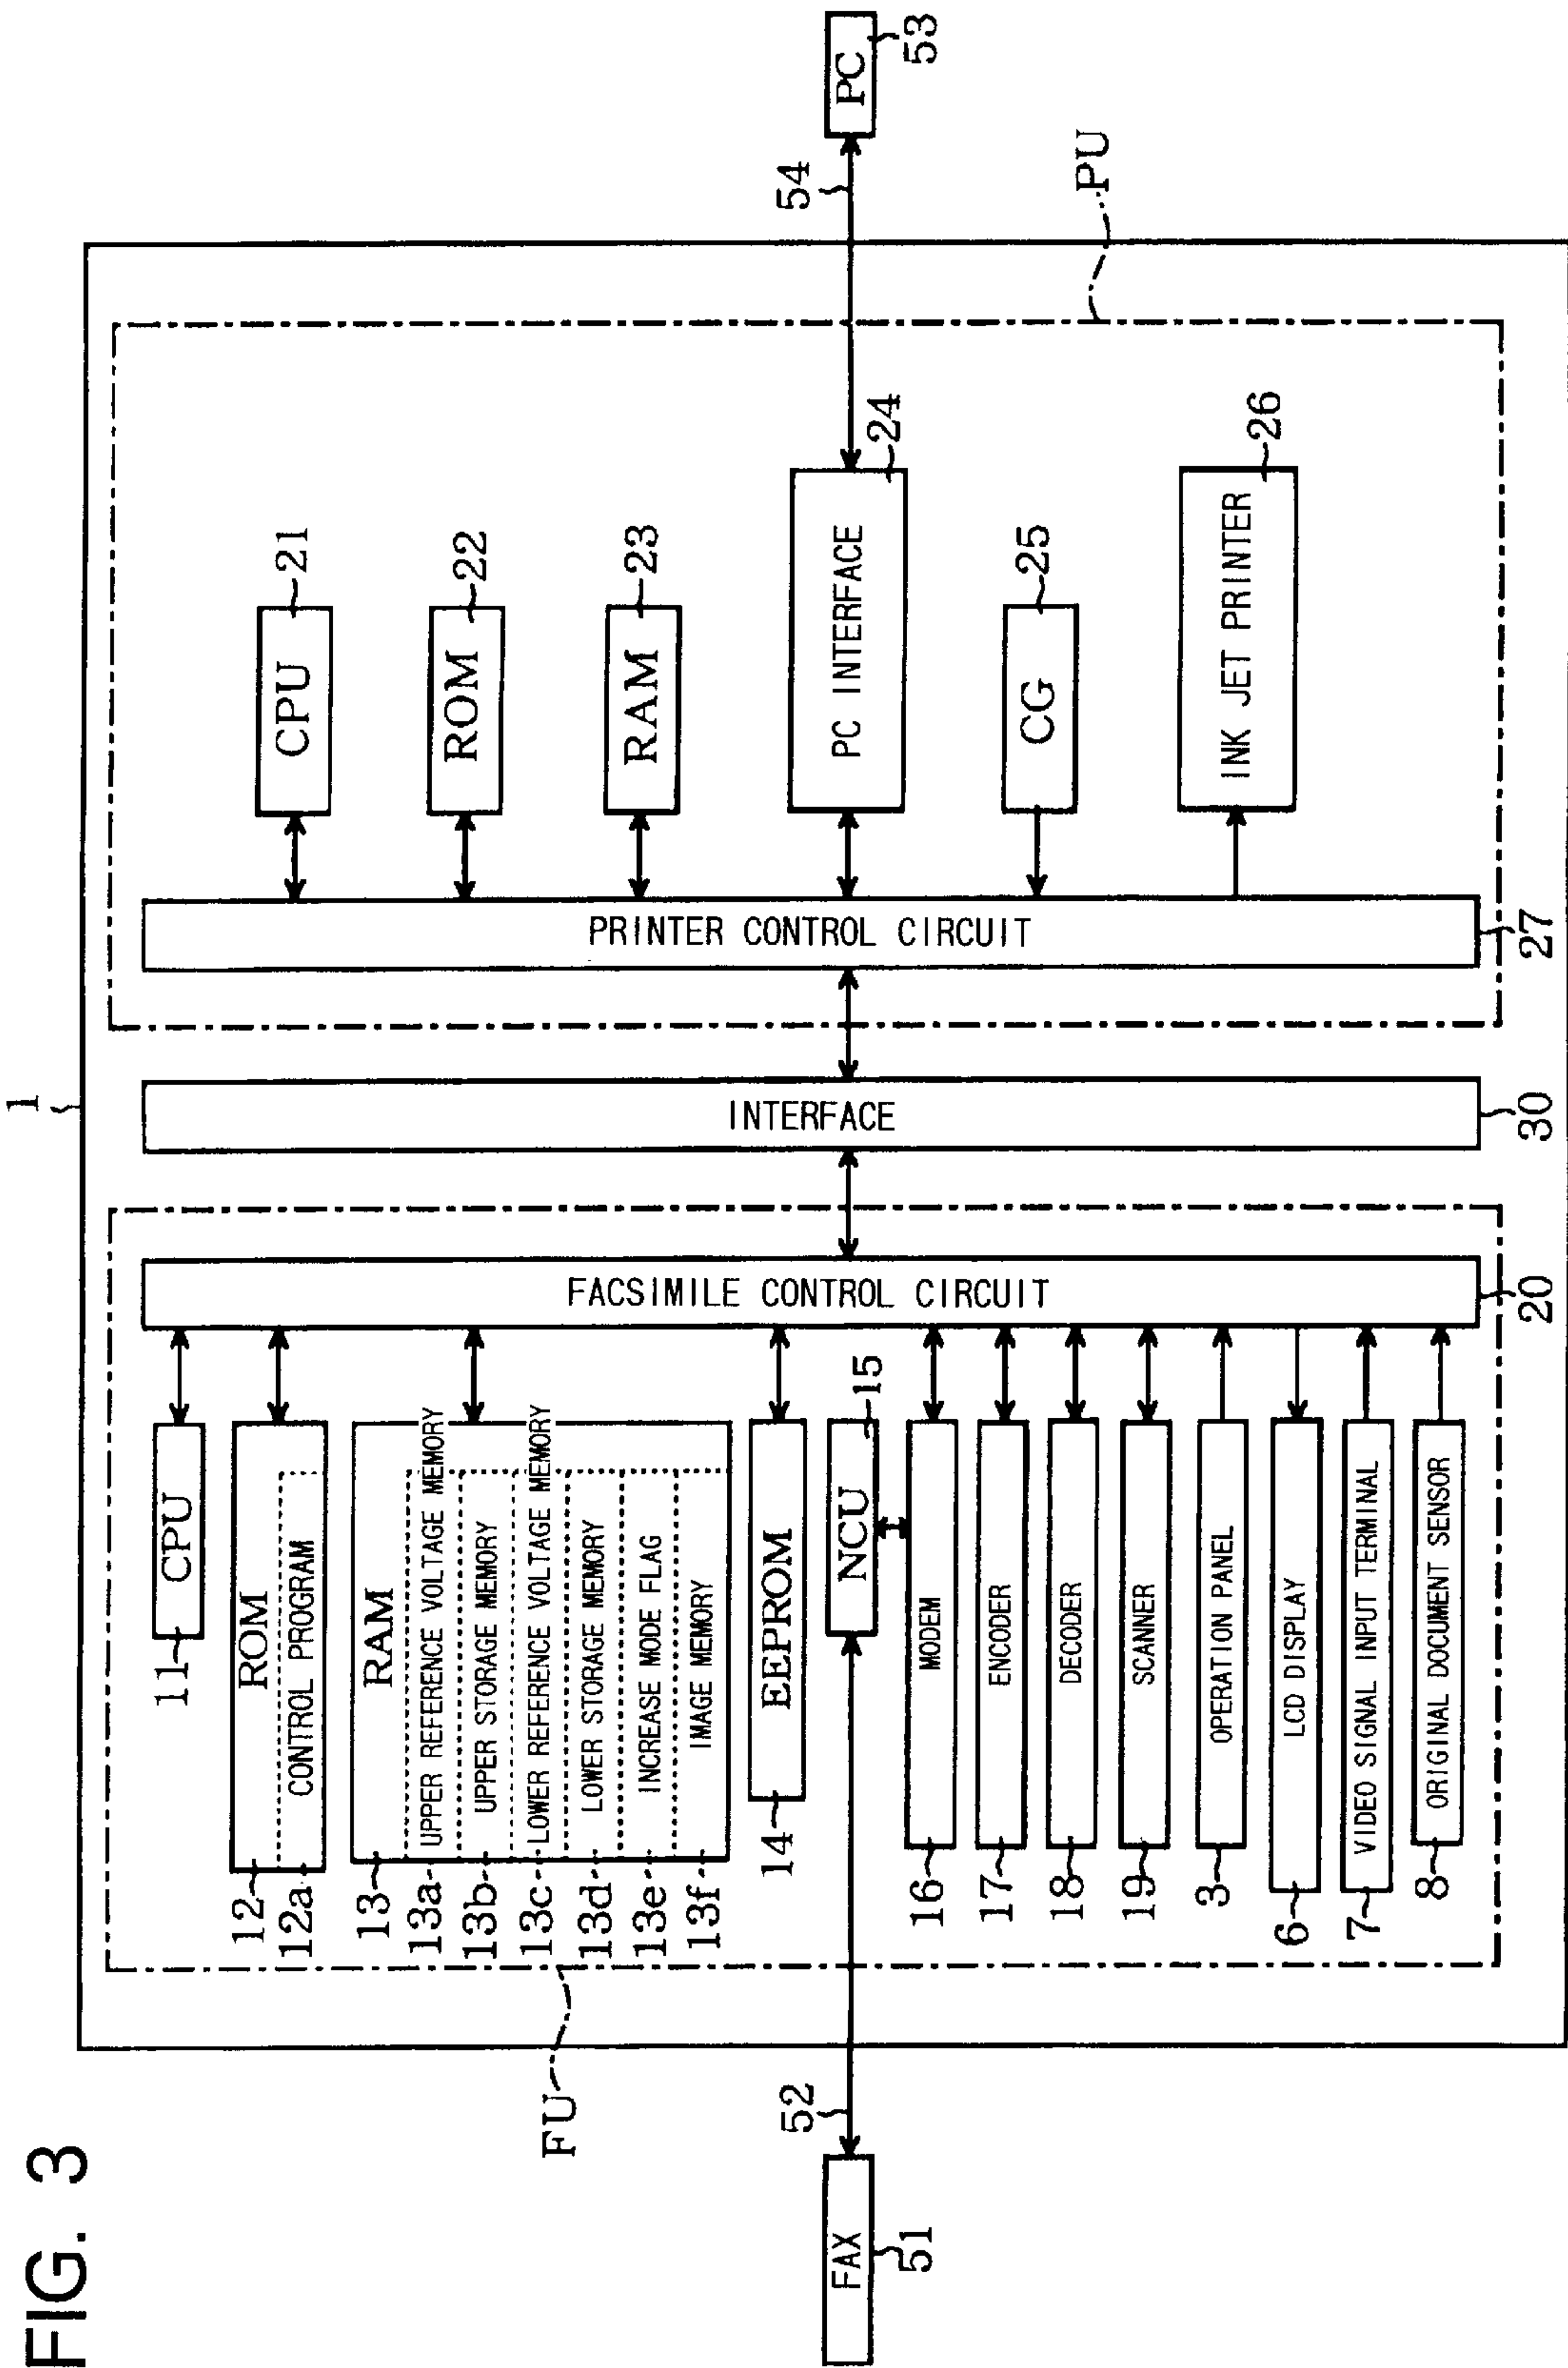 FIG. 3
1
FAX
51
52
FU
11
CPU
12
ROM
12a
CONTROL PROGRAM
13
RAM
13a
UPPER REFERENCE VOLTAGE MEMORY
13b
UPPER STORAGE MEMORY
13c
LOWER REFERENCE VOLTAGE MEMORY
13d
LOWER STORAGE MEMORY
13e
INCREASE MODE FLAG
13f
IMAGE MEMORY
14
EEPROM
NCU
15
16
MODEM
17
ENCODER
18
DECODER
19
SCANNER
3
OPERATION PANEL
6
LCD DISPLAY
7
VIDEO SIGNAL INPUT TERMINAL
8
ORIGINAL DOCUMENT SENSOR
FACSIMILE CONTROL CIRCUIT
20
INTERFACE
30
PRINTER CONTROL CIRCUIT
27
CPU
21
ROM
22
RAM
23
PC INTERFACE
24
CG
25
INK JET PRINTER
26
PU
54
PC
53